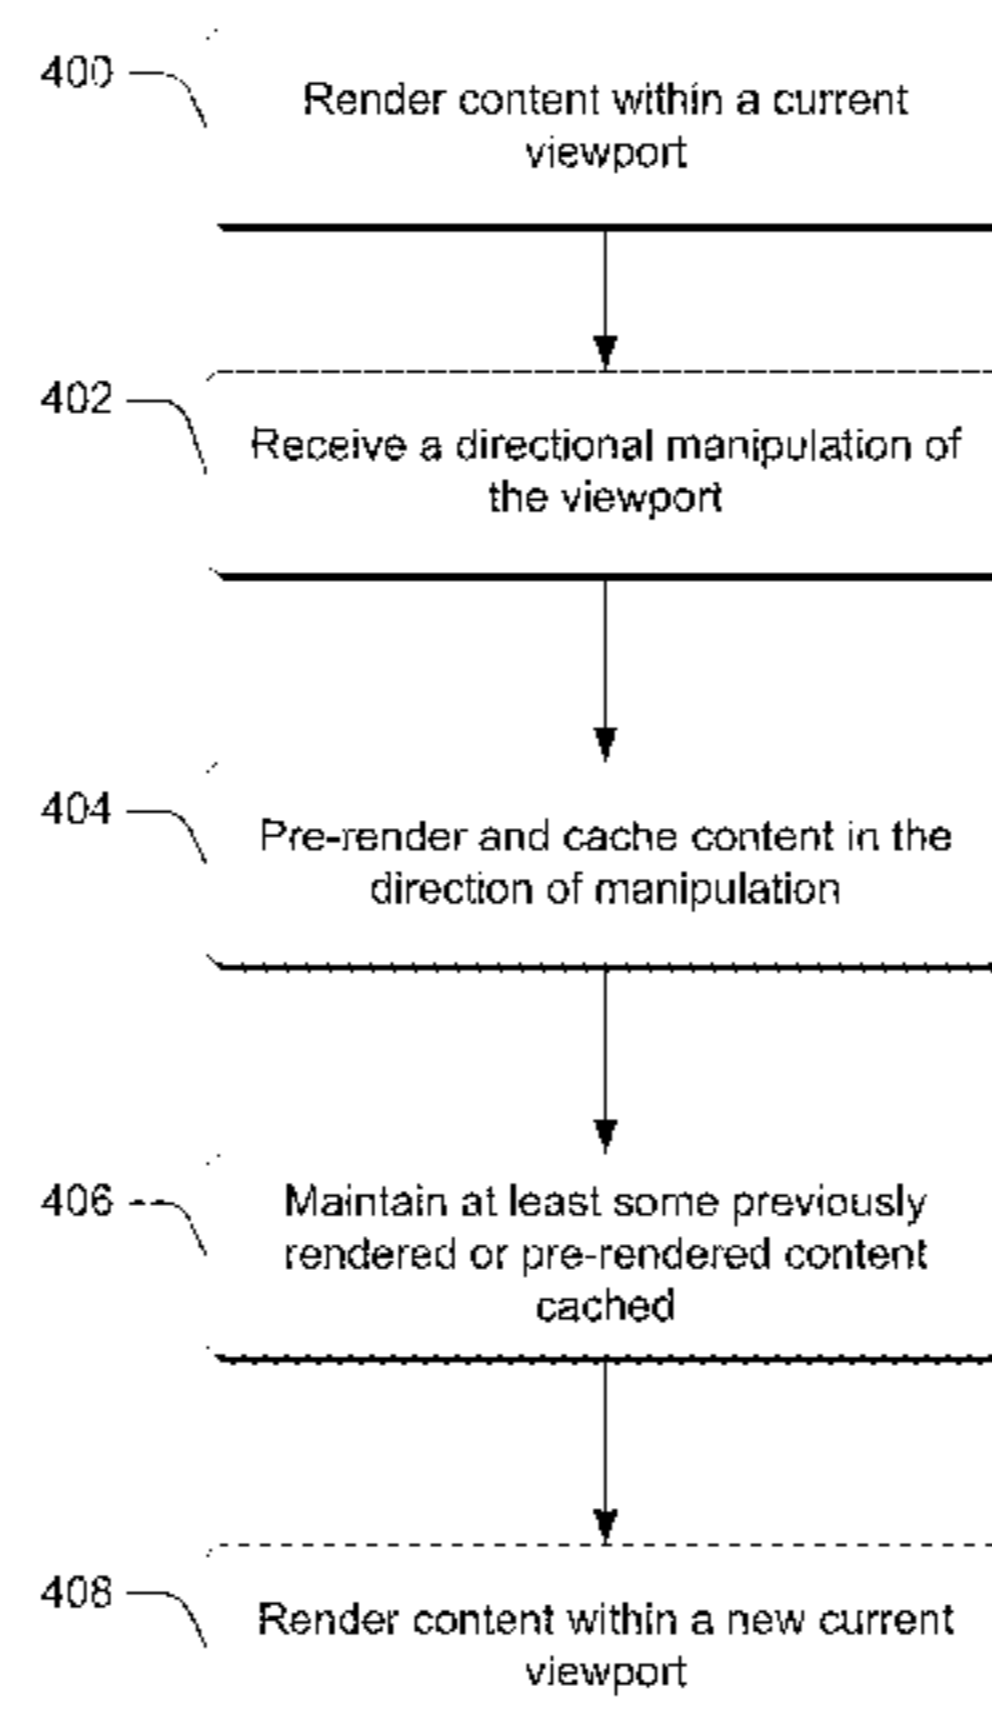 400
Render content within a current
viewport
402
Receive a directional manipulation of
the viewport
404
Pre-render and cache content in the
direction of manipulation
406
Maintain at least some previously
rendered or pre-rendered content
cached
408
Render content within a new current
viewport